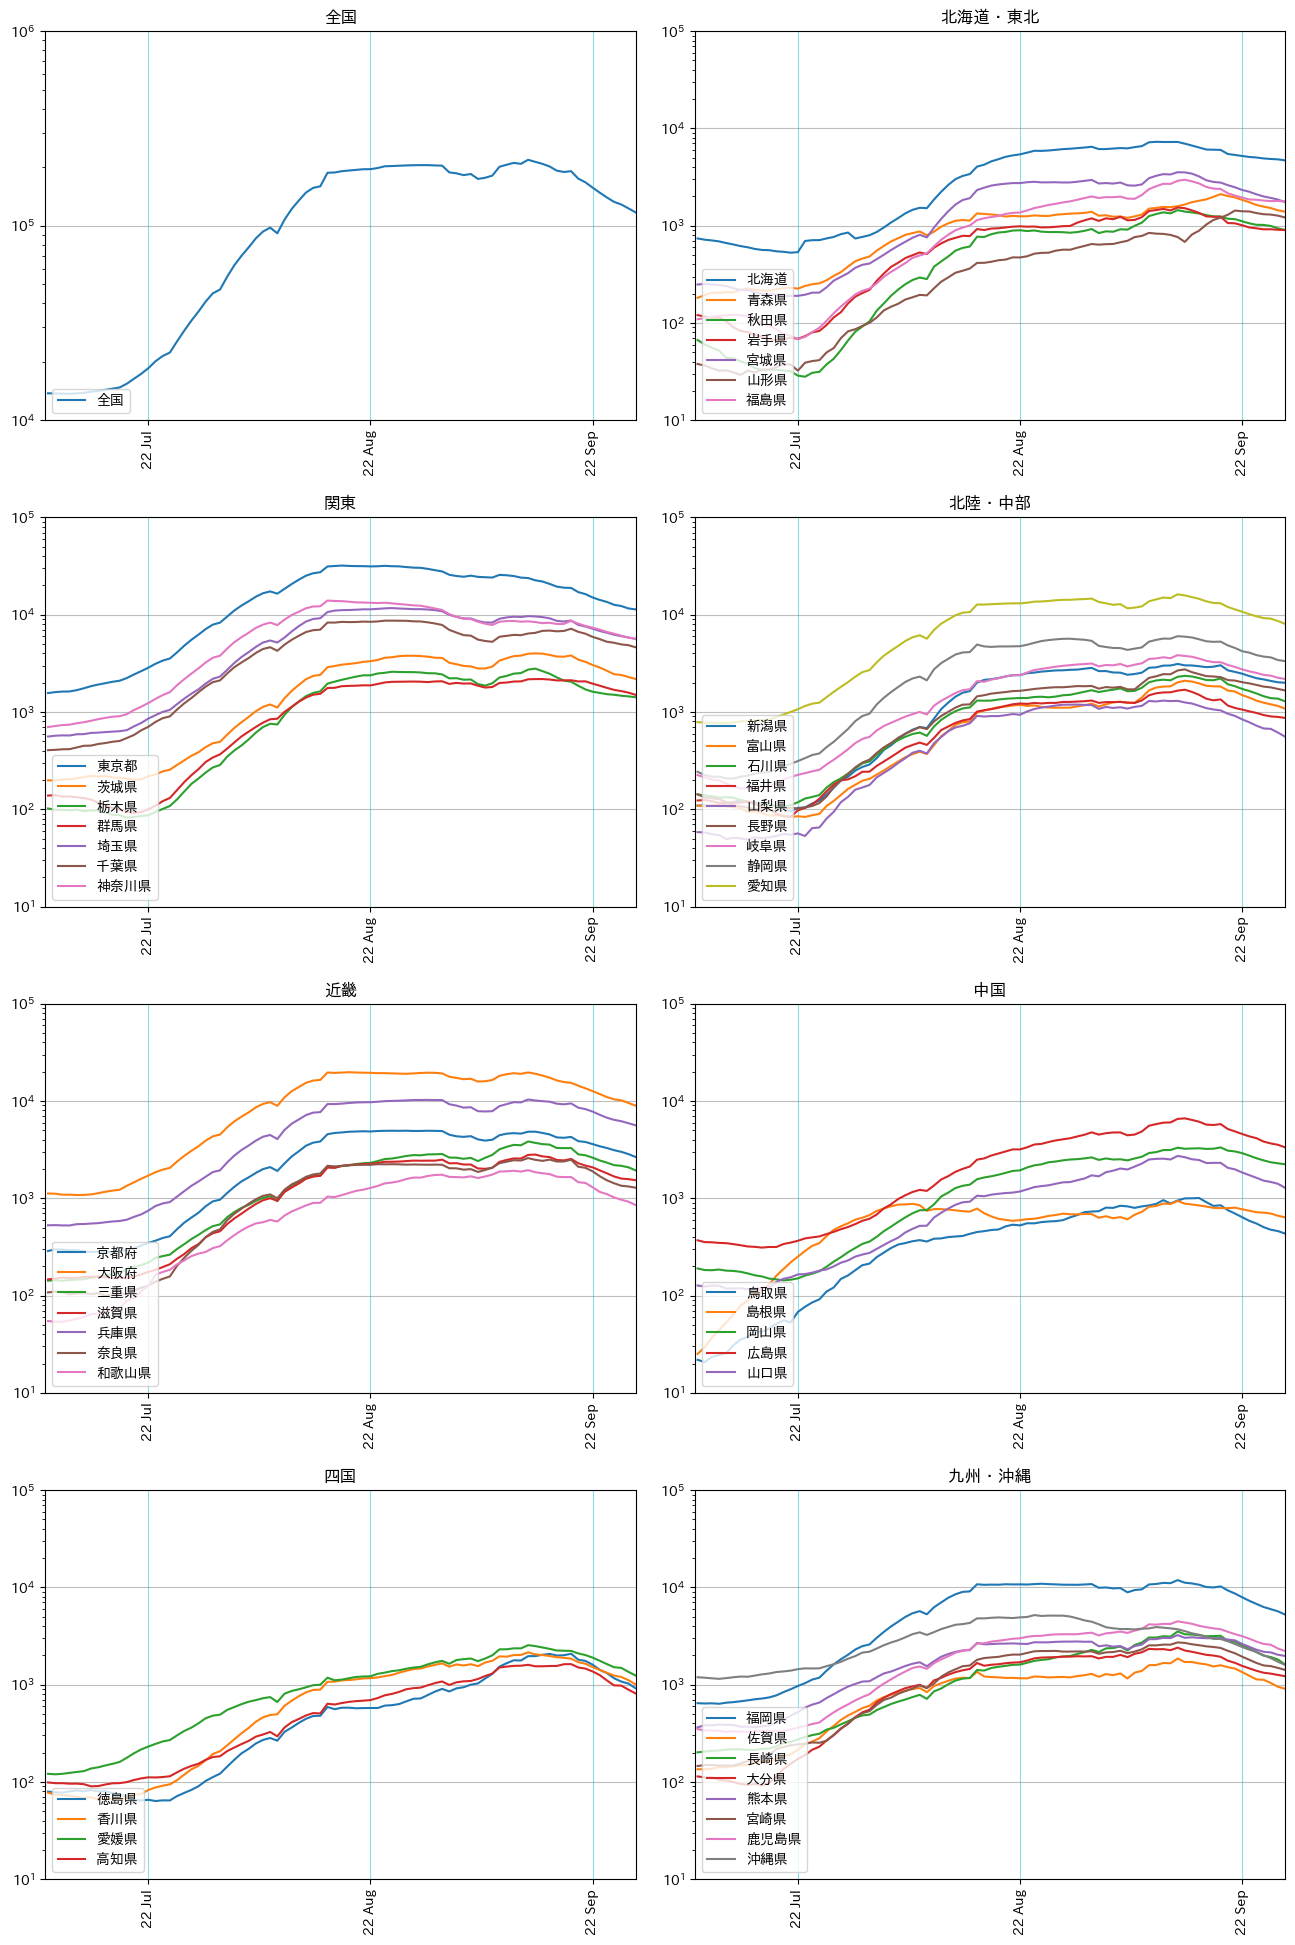 全国
10^6
10^5
10^4
22 Jul
22 Aug
22 Sep
全国
北海道・東北
10^5
10^4
10^3
10^2
10^1
22 Jul
22 Aug
22 Sep
北海道
青森県
秋田県
岩手県
宮城県
山形県
福島県
関東
10^5
10^4
10^3
10^2
10^1
22 Jul
22 Aug
22 Sep
東京都
茨城県
栃木県
群馬県
埼玉県
千葉県
神奈川県
北陸・中部
10^5
10^4
10^3
10^2
10^1
22 Jul
22 Aug
22 Sep
新潟県
富山県
石川県
福井県
山梨県
長野県
岐阜県
静岡県
愛知県
近畿
10^5
10^4
10^3
10^2
10^1
22 Jul
22 Aug
22 Sep
京都府
大阪府
三重県
滋賀県
兵庫県
奈良県
和歌山県
中国
10^5
10^4
10^3
10^2
10^1
22 Jul
22 Aug
22 Sep
鳥取県
島根県
岡山県
広島県
山口県
四国
10^5
10^4
10^3
10^2
10^1
22 Jul
22 Aug
22 Sep
徳島県
香川県
愛媛県
高知県
九州・沖縄
10^5
10^4
10^3
10^2
10^1
22 Jul
22 Aug
22 Sep
福岡県
佐賀県
長崎県
大分県
熊本県
宮崎県
鹿児島県
沖縄県